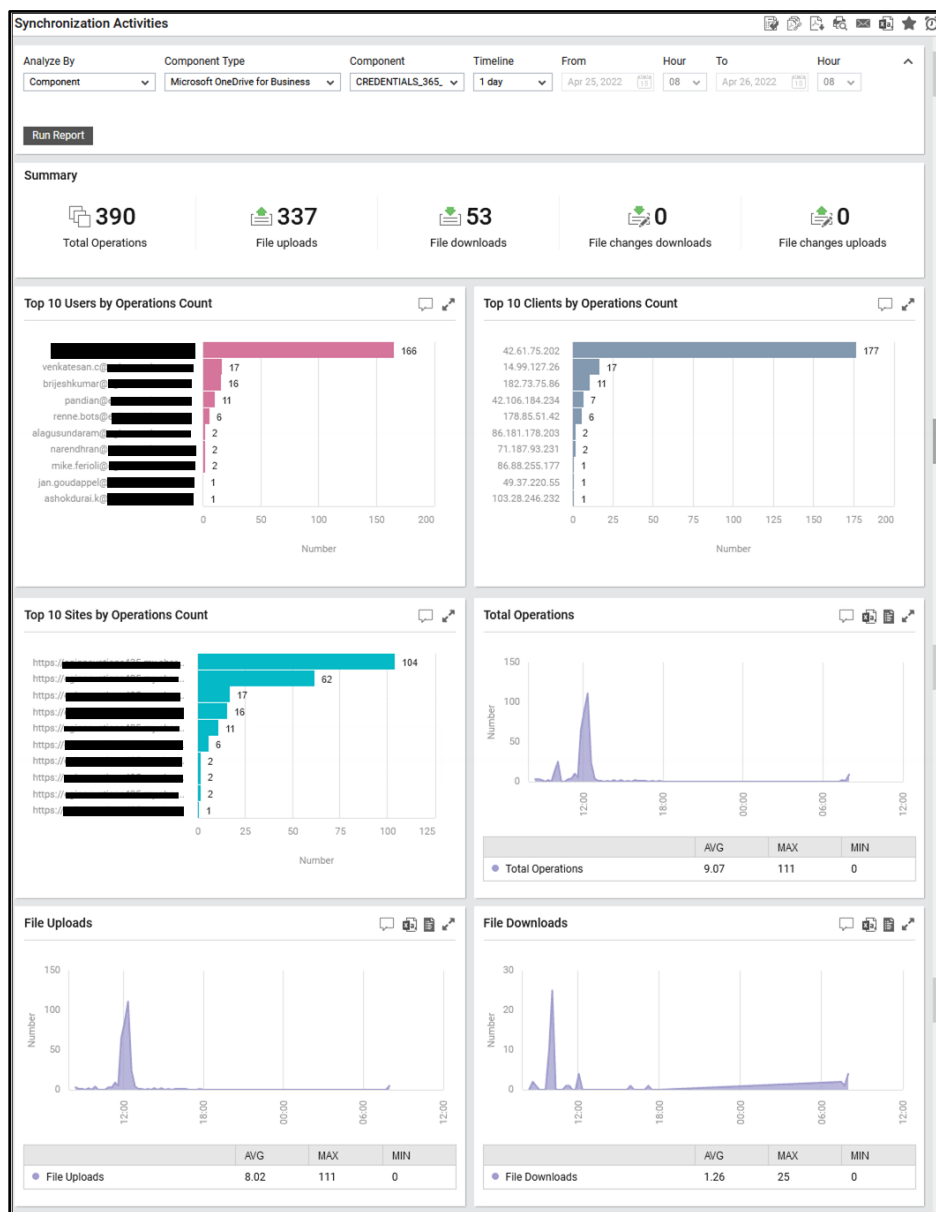 Synchronization Activities
Analyze By Component Type Component Timeline From Hour To Hour
Component Microsoft OneDrive for Business CREDENTIALS_365_ 1 day Apr 25, 2022 08 Apr 26, 2022 08
Run Report
Summary
390 337 53 0 0
Total Operations File uploads File downloads File changes downloads File changes uploads
Top 10 Users by Operations Count
166
venkatesan.c@ 17
brijeshkumar@ 16
pandian@ 11
renne.bots@ 6
alagusundaram@ 2
narendhran@ 2
mike.ferioli@ 2
jan.goudappel@ 1
ashokdurai.k@ 1
0 50 100 150 200
Number
Top 10 Clients by Operations Count
42.61.75.202 177
14.99.127.26 17
182.73.75.86 11
42.106.184.234 7
178.85.51.42 6
86.181.178.203 2
71.187.93.231 2
86.88.255.177 1
49.37.220.55 1
103.28.246.232 1
0 25 50 75 100 125 150 175 200
Number
Top 10 Sites by Operations Count
https:// 104
https:// 62
https:// 17
https:// 16
https:// 11
https:// 6
https:// 2
https:// 2
https:// 2
https:// 1
0 25 50 75 100 125
Number
Total Operations
150
100
50
0
Number
12:00 18:00 00:00 06:00 12:00
AVG MAX MIN
Total Operations 9.07 111 0
File Uploads
150
100
50
0
Number
12:00 18:00 00:00 06:00 12:00
AVG MAX MIN
File Uploads 8.02 111 0
File Downloads
30
20
10
0
Number
12:00 18:00 00:00 06:00 12:00
AVG MAX MIN
File Downloads 1.26 25 0